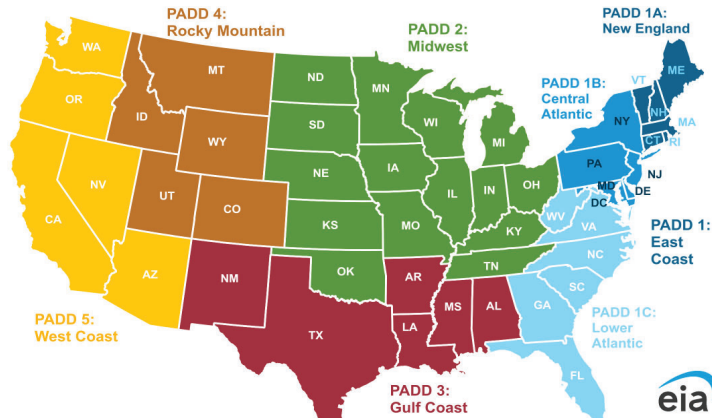 PADD 4:
Rocky Mountain
PADD 2:
Midwest
PADD 1A:
New England
PADD 1B:
Central
Atlantic
WA
MT
ND
MN
VT
ME
OR
ID
SD
WI
MI
NY
NH
MA
WY
CT
RI
NV
UT
NE
IA
PA
NJ
CA
CO
IL
IN
OH
MD
DE
DC
KS
MO
WV
VA
KY
PADD 1:
East
Coast
AZ
NM
OK
AR
TN
NC
SC
MS
AL
GA
TX
LA
PADD 5:
West Coast
PADD 1C:
Lower
Atlantic
FL
PADD 3:
Gulf Coast
eia